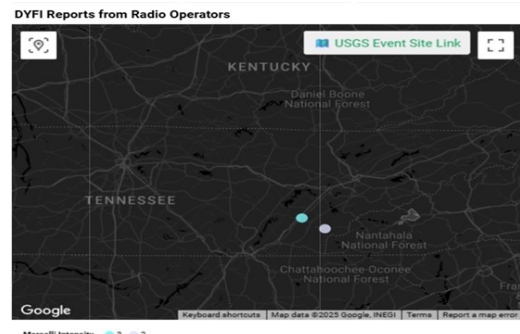 DYFI Reports from Radio Operators
USGS Event Site Link
KENTUCKY
Daniel Boone
National Forest
TENNESSEE
Nantahala
National Forest
Chattahoochee-Oconee
National Forest
Google
Keyboard shortcuts
Map data ©2025 Google, INEGI
Terms
Report a map error